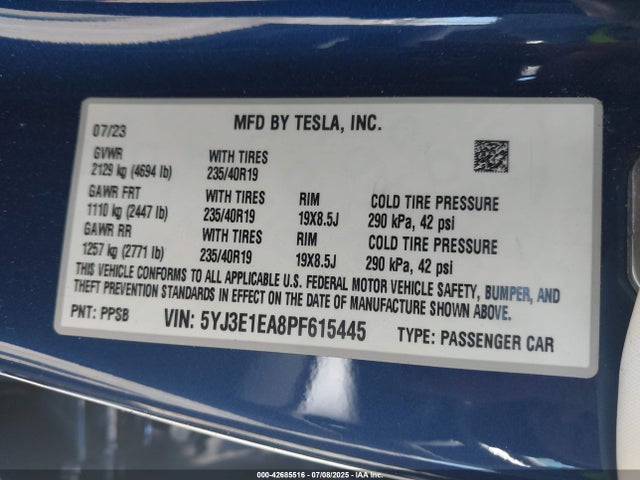 07/23 MFD BY TESLA, INC.
GVWR WITH TIRES
2129 kg (4694 lb) 235/40R19
GAWR FRT WITH TIRES RIM COLD TIRE PRESSURE
1110 kg (2447 lb) 235/40R19 19X8.5J 290 kPa, 42 psi
GAWR RR WITH TIRES RIM COLD TIRE PRESSURE
1257 kg (2771 lb) 235/40R19 19X8.5J 290 kPa, 42 psi
THIS VEHICLE CONFORMS TO ALL APPLICABLE U.S. FEDERAL MOTOR VEHICLE SAFETY, BUMPER, AND
THEFT PREVENTION STANDARDS IN EFFECT ON THE DATE OF MANUFACTURE SHOWN ABOVE.
PNT: PPSB VIN: 5YJ3E1EA8PF615445 TYPE: PASSENGER CAR
000-42685516 - 07/08/2025 - IAA, Inc.